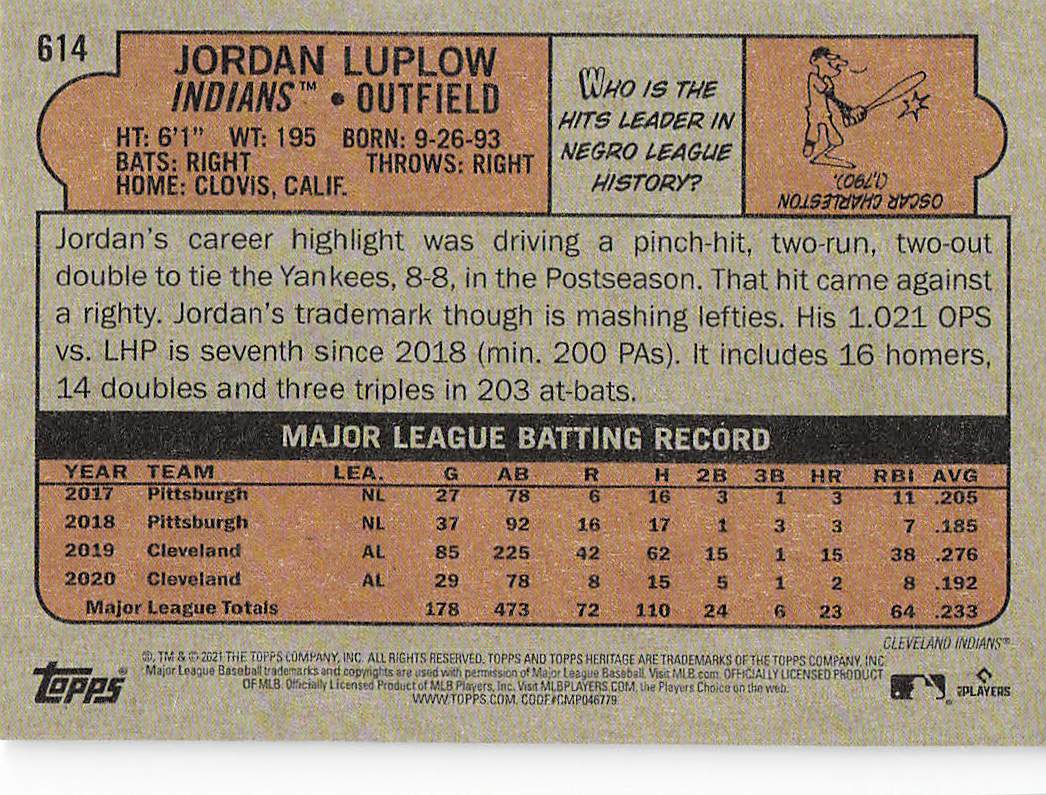 614
JORDAN LUPLOW
INDIANS™ • OUTFIELD
HT: 6'1" WT: 195 BORN: 9-26-93
BATS: RIGHT THROWS: RIGHT
HOME: CLOVIS, CALIF.
WHO IS THE
HITS LEADER IN
NEGRO LEAGUE
HISTORY?
OSCAR CHARLESTON
(1,790).
Jordan's career highlight was driving a pinch-hit, two-run, two-out
double to tie the Yankees, 8-8, in the Postseason. That hit came against
a righty. Jordan's trademark though is mashing lefties. His 1.021 OPS
vs. LHP is seventh since 2018 (min. 200 PAs). It includes 16 homers,
14 doubles and three triples in 203 at-bats.
MAJOR LEAGUE BATTING RECORD
YEAR TEAM LEA. G AB R H 2B 3B HR RBI AVG
2017 Pittsburgh NL 27 78 6 16 3 1 3 11 .205
2018 Pittsburgh NL 37 92 16 17 1 3 3 7 .185
2019 Cleveland AL 85 225 42 62 15 1 15 38 .276
2020 Cleveland AL 29 78 8 15 5 1 2 8 .192
Major League Totals 178 473 72 110 24 6 23 64 .233
CLEVELAND INDIANS®
®, TM & © 2021 THE TOPPS COMPANY, INC. ALL RIGHTS RESERVED. TOPPS AND TOPPS HERITAGE ARE TRADEMARKS OF THE TOPPS COMPANY, INC.
Major League Baseball trademarks and copyrights are used with permission of Major League Baseball. Visit MLB.com. OFFICIALLY LICENSED PRODUCT
OF MLB. Officially Licensed Product of MLB Players, Inc. Visit MLBPLAYERS.COM, the Players Choice on the web.
WWW.TOPPS.COM. CODE#CMP046779
topps®
PLAYERS